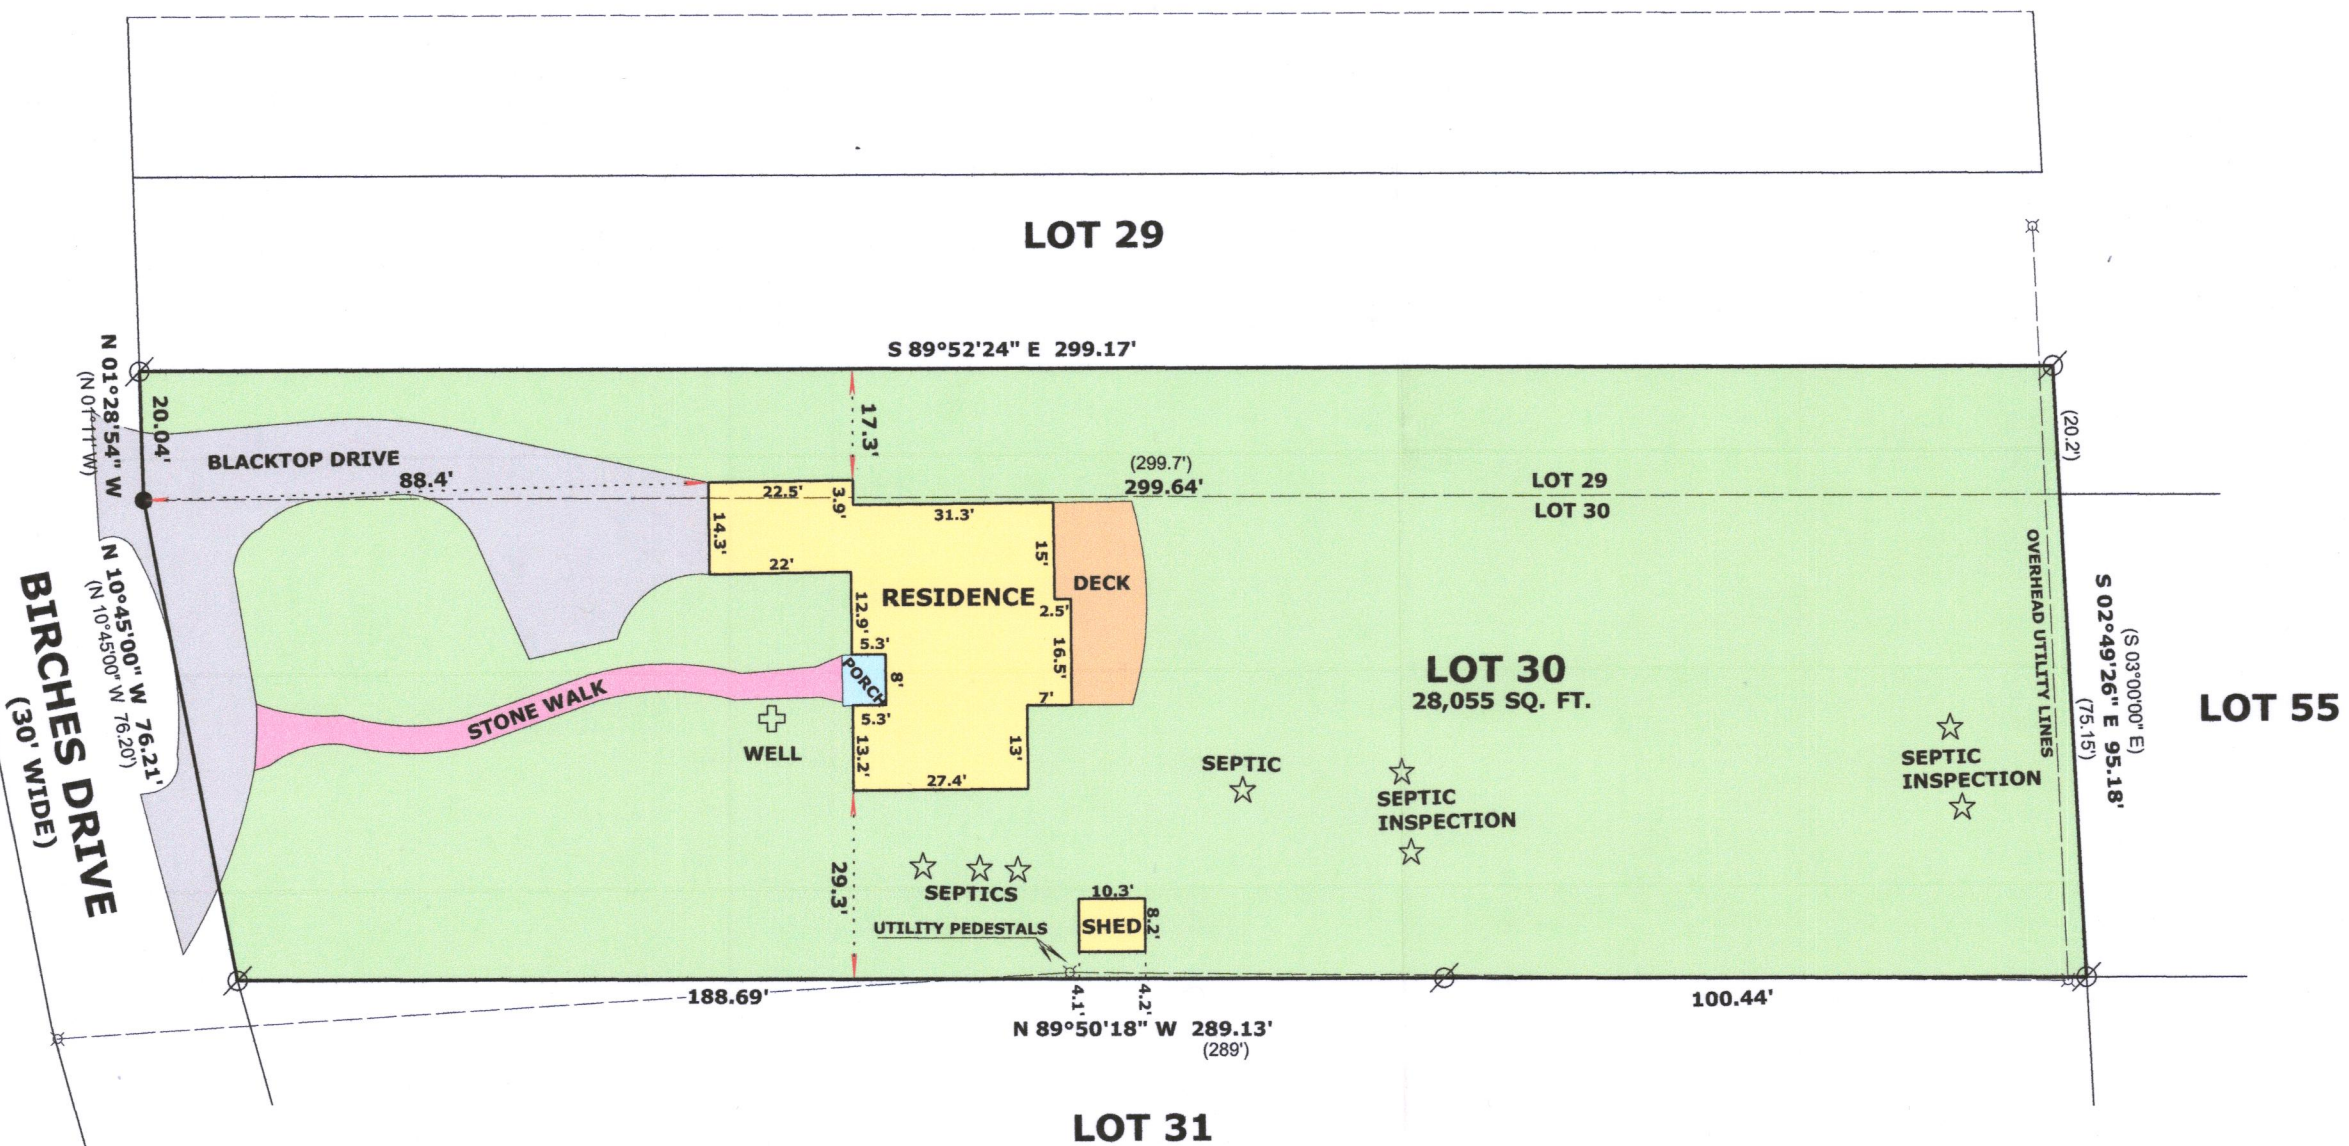 LOT 29
S 89°52'24" E  299.17'
N 01°28'54" W
(N 01°11' W)
20.04'
17.3'
(20.2')
BLACKTOP DRIVE
88.4'
(299.7')
299.64'
LOT 29
LOT 30
22.5'
3.9'
31.3'
14.3'
15'
22'
RESIDENCE
DECK
2.5'
12.9'
5.3'
PORCH
8'
16.5'
7'
5.3'
13.2'
13'
27.4'
N 10°45'00" W  76.21'
(N 10°45'00" W  76.20')
BIRCHES DRIVE
(30' WIDE)
STONE WALK
WELL
LOT 30
28,055 SQ. FT.
OVERHEAD UTILITY LINES
S 02°49'26" E  95.18'
(S 03°00'00" E)
(75.15')
LOT 55
SEPTIC
SEPTIC
INSPECTION
SEPTIC
INSPECTION
29.3'
SEPTICS
UTILITY PEDESTALS
10.3'
SHED
8.2'
188.69'
4.1'
4.2'
100.44'
N 89°50'18" W  289.13'
(289')
LOT 31